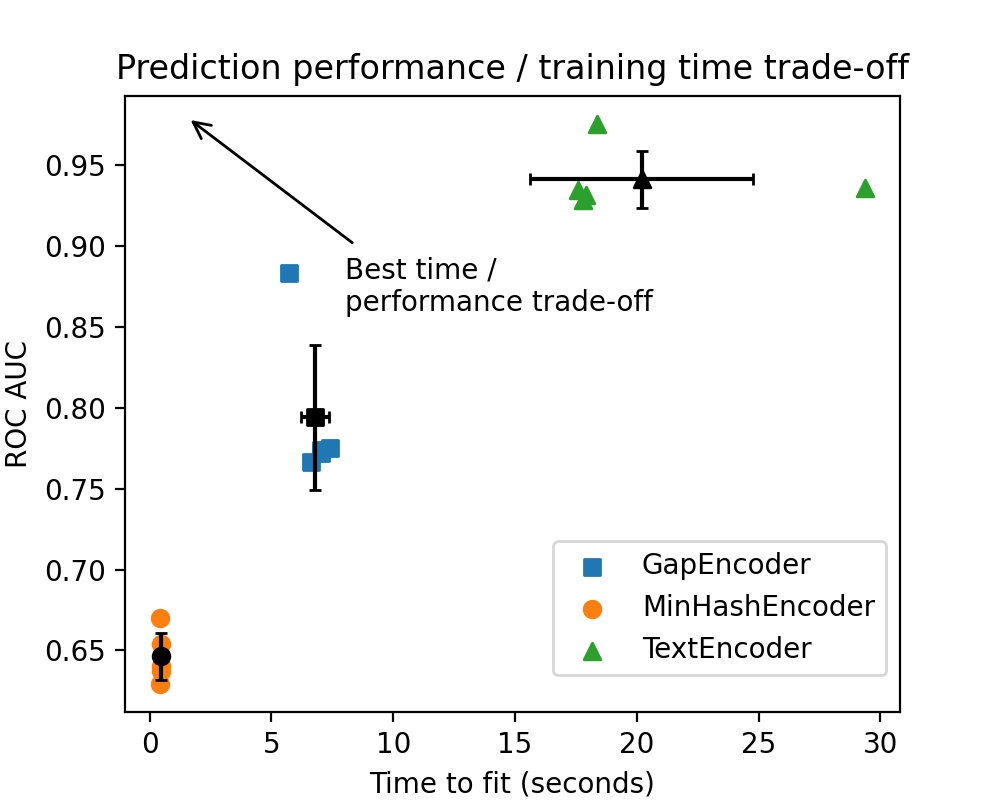 Prediction performance / training time trade-off
ROC AUC
0.95
0.90
0.85
0.80
0.75
0.70
0.65
Best time /
performance trade-off
GapEncoder
MinHashEncoder
TextEncoder
0 5 10 15 20 25 30
Time to fit (seconds)